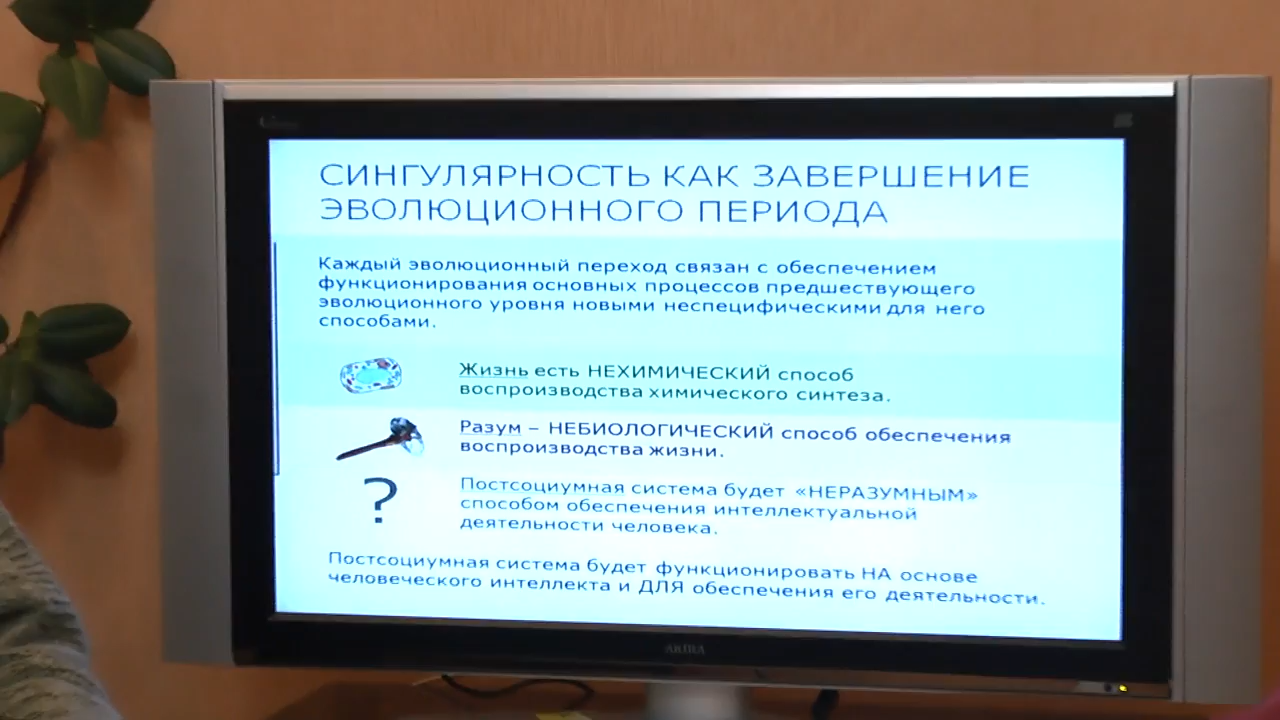 СИНГУЛЯРНОСТЬ КАК ЗАВЕРШЕНИЕ
ЭВОЛЮЦИОННОГО ПЕРИОДА
Каждый эволюционный переход связан с обеспечением
функционирования основных процессов предшествующего
эволюционного уровня новыми неспецифическими для него
способами.
Жизнь есть НЕХИМИЧЕСКИЙ способ
воспроизводства химического синтеза.
Разум – НЕБИОЛОГИЧЕСКИЙ способ обеспечения
воспроизводства жизни.
?
Постсоциумная система будет «НЕРАЗУМНЫМ»
способом обеспечения интеллектуальной
деятельности человека.
Постсоциумная система будет функционировать НА основе
человеческого интеллекта и ДЛЯ обеспечения его деятельности.
AKIRA